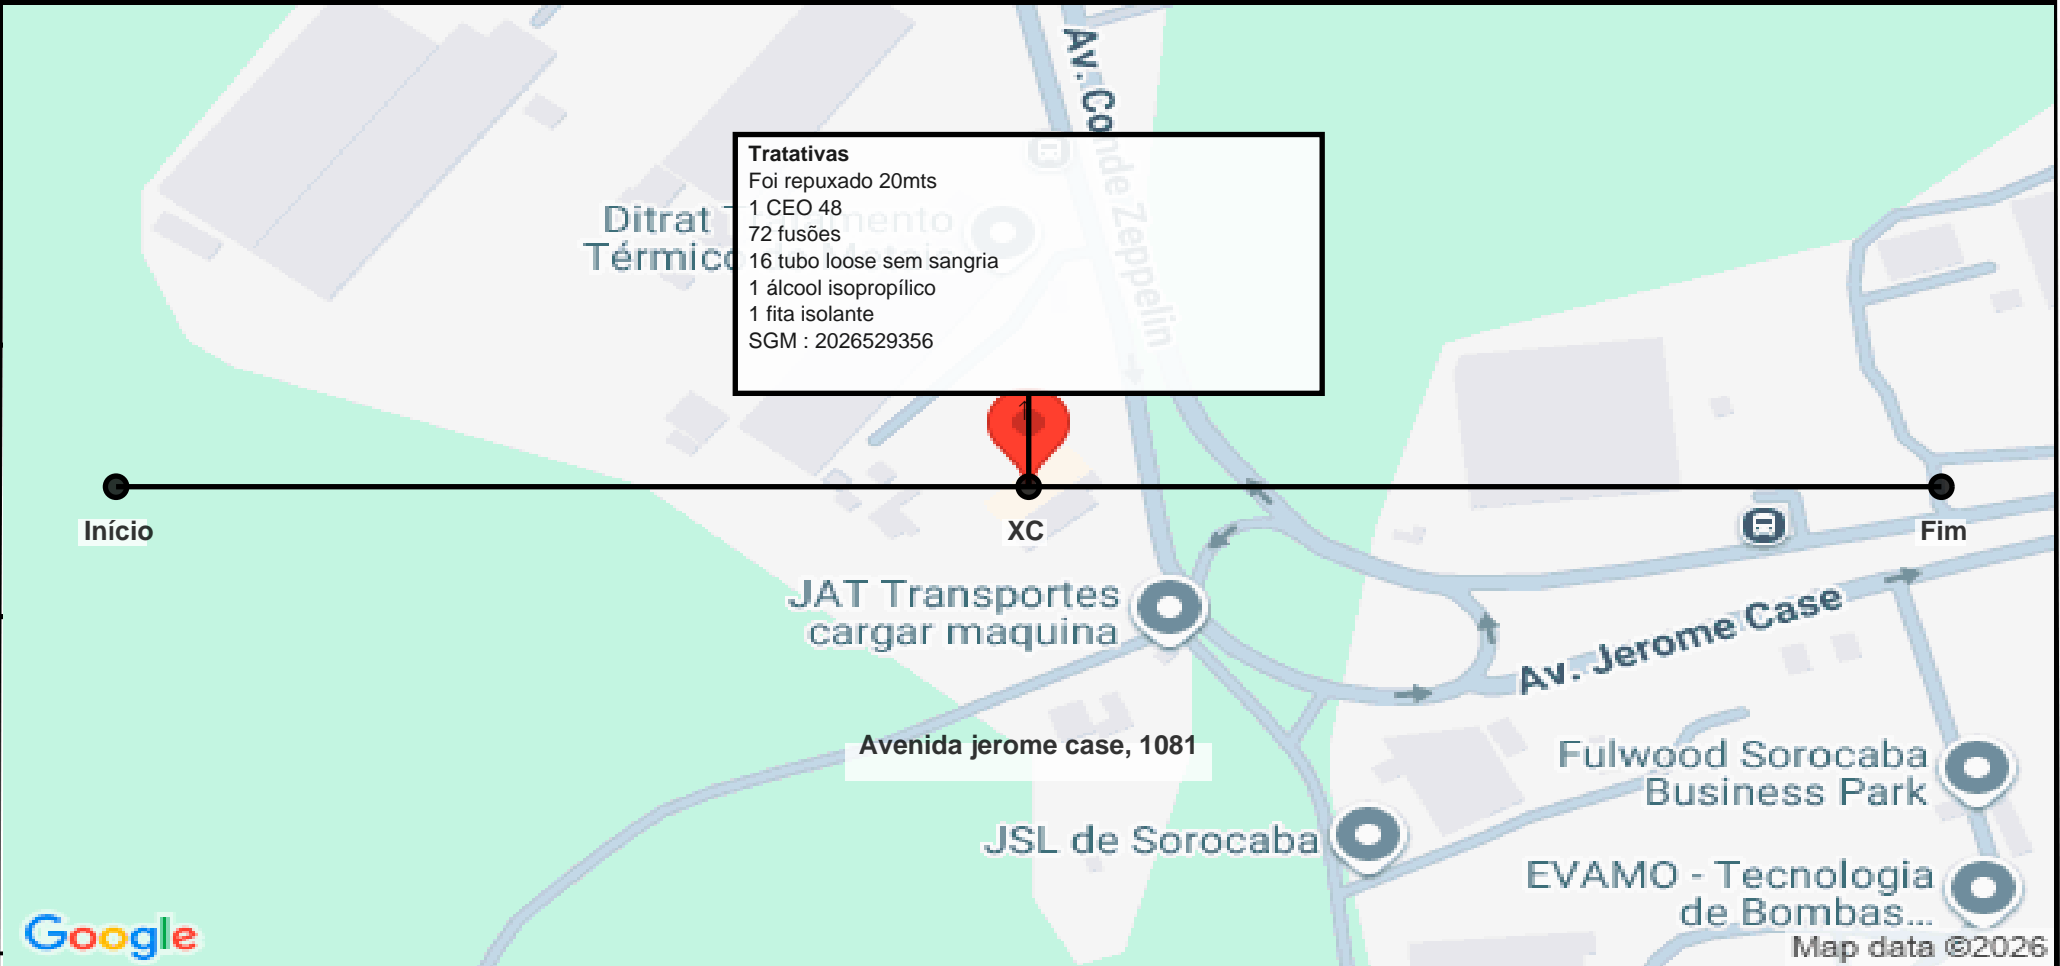 Av. Conde Zeppelin
Tratativas
Foi repuxado 20mts
1 CEO 48
72 fusões
16 tubo loose sem sangria
1 álcool isopropílico
1 fita isolante
SGM : 2026529356
Ditrat Tratamento
Térmico
1
Início
XC
Fim
JAT Transportes
cargar maquina
Av. Jerome Case
Avenida jerome case, 1081
Fulwood Sorocaba
Business Park
JSL de Sorocaba
EVAMO - Tecnologia
de Bombas...
Google
Map data ©2026